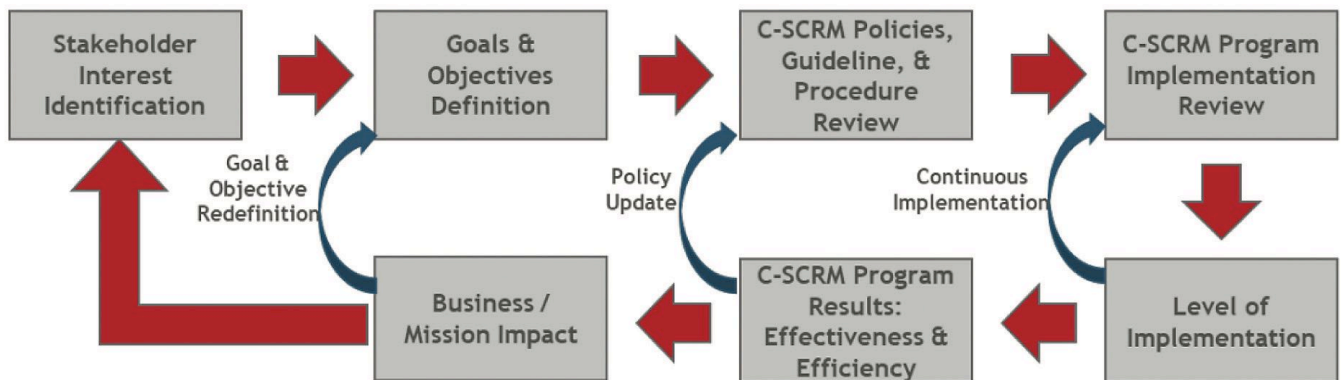 Stakeholder
Interest
Identification
Goals &
Objectives
Definition
C-SCRM Policies,
Guideline, &
Procedure
Review
C-SCRM Program
Implementation
Review
Goal &
Objective
Redefinition
Policy
Update
Continuous
Implementation
Business /
Mission Impact
C-SCRM Program
Results:
Effectiveness &
Efficiency
Level of
Implementation